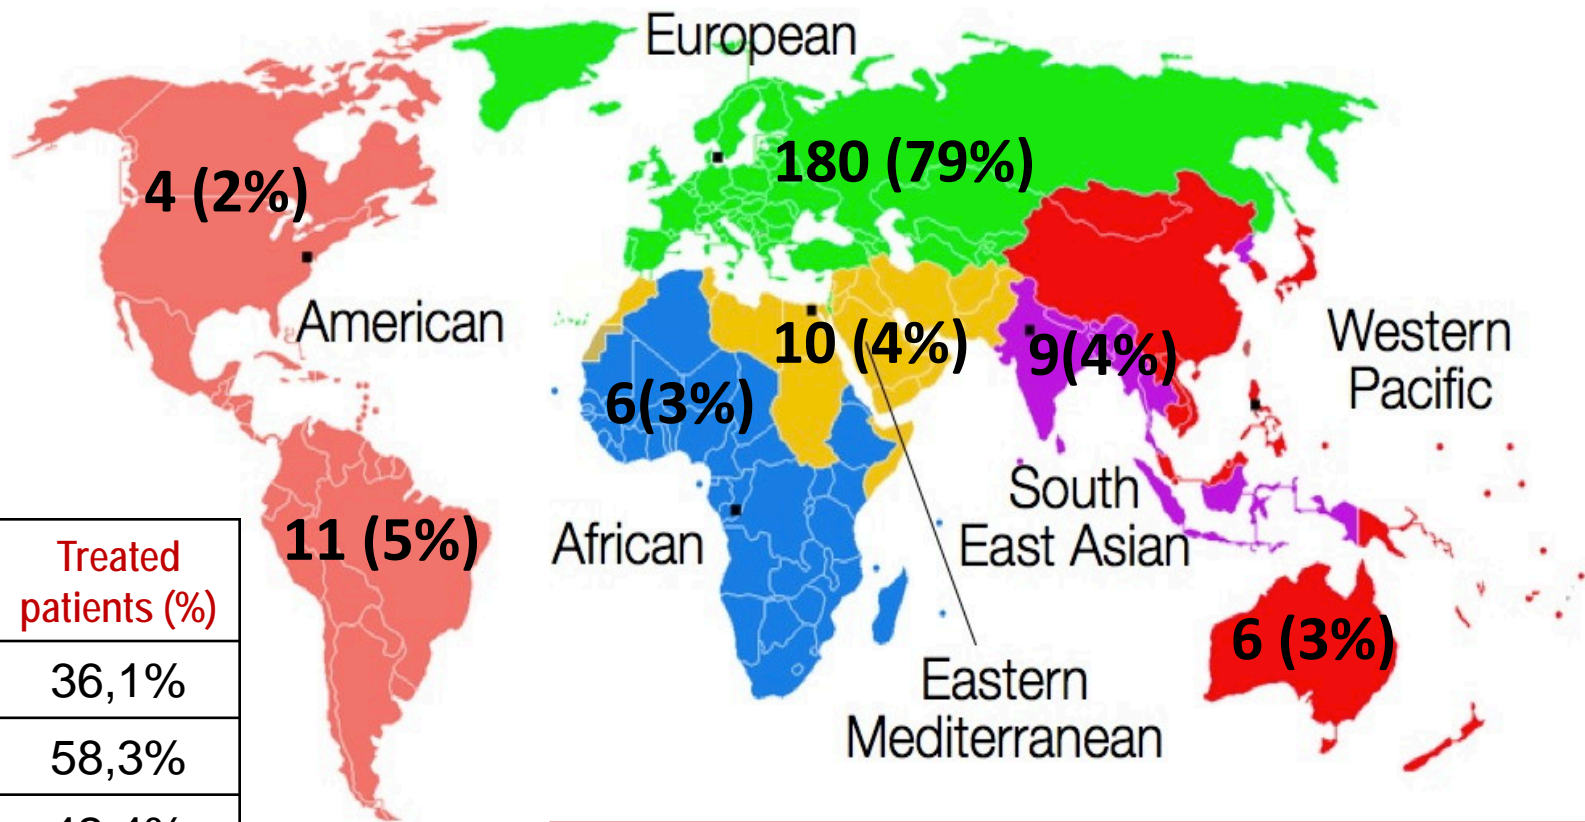 European
180 (79%)
4 (2%)
American
10 (4%)
9(4%)
Western
Pacific
6(3%)
South
East Asian
African
11 (5%)
6 (3%)
Eastern
Mediterranean
Treated
patients (%)
36,1%
58,3%